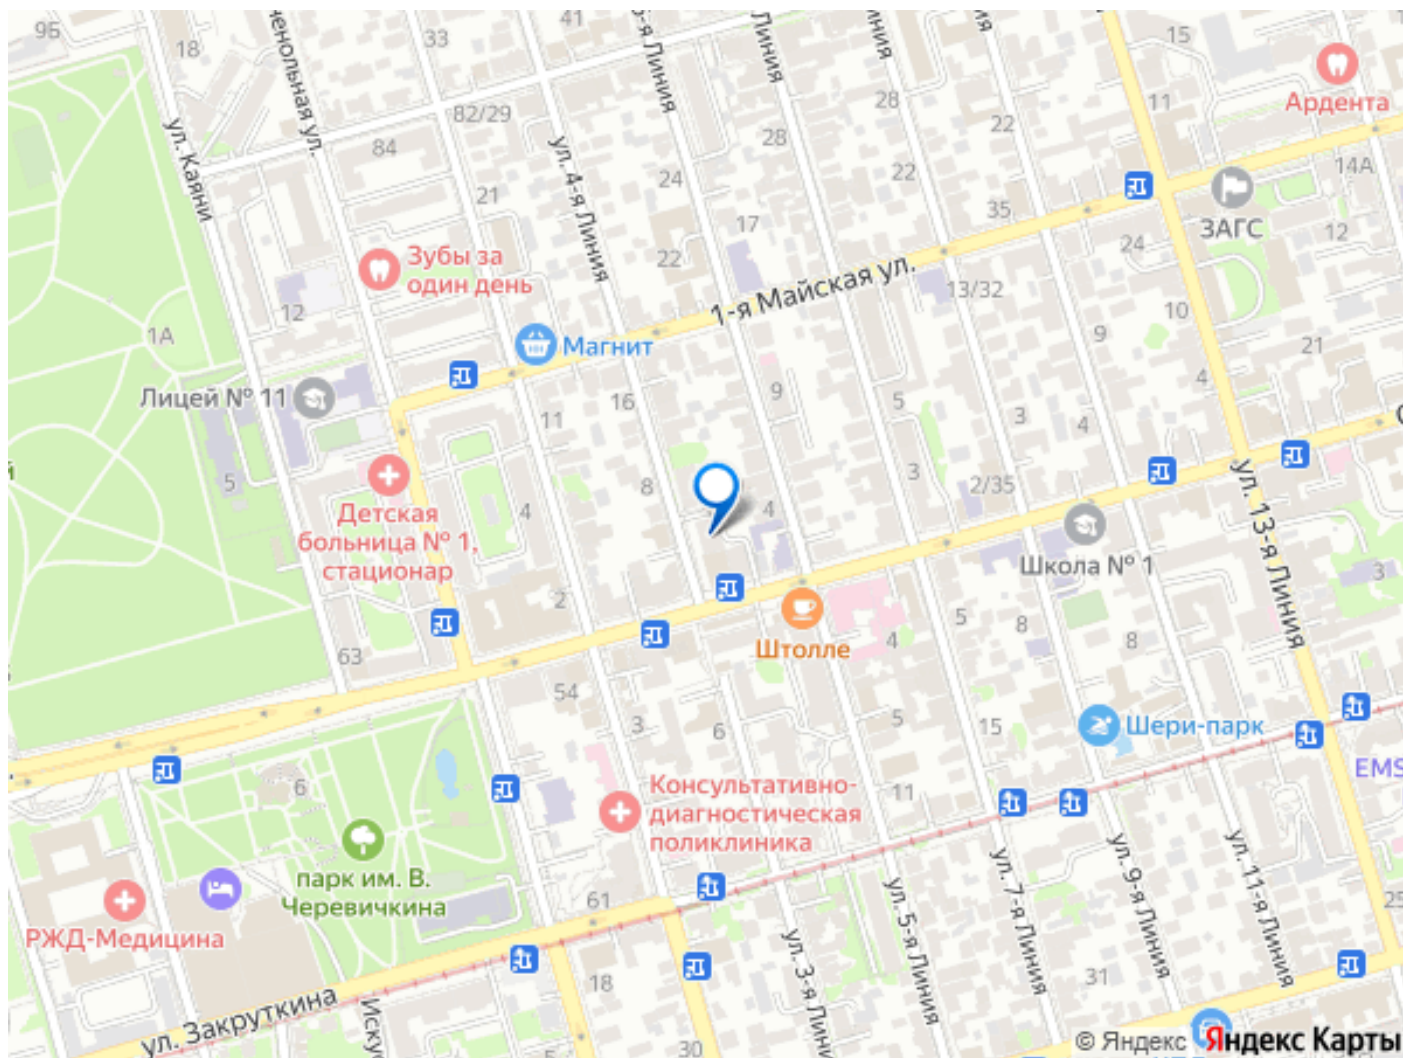 9Б
41
15
18
33
Ардента
ул. Каяни
28
11
82/29
28
22
84
14А
ул. 4-я Линия
24
21
22
17
35
ЗАГС
24
12
Зубы за
один день
22
1-я Майская ул.
13/32
12
10
1А
9
Магнит
21
4
Лицей № 11
16
9
5
11
3
4
5
8
3
2/35
4
4
Детская
больница № 1,
стационар
ул. 13-я Линия
Школа № 1
3
2
5
8
8
63
Штолле
4
54
3
6
5
15
Шери-парк
EMS
6
Консультативно-
диагностическая
поликлиника
11
парк им. В.
Черевичкина
61
РЖД-Медицина
ул. 3-я Лини
ул. 5-я Линия
ул. 7-я Линия
ул. 9-я Линия
ул. 11-я Линия
25
18
31
ул. Закруткина
Искус
30
© Яндекс
Яндекс Карты